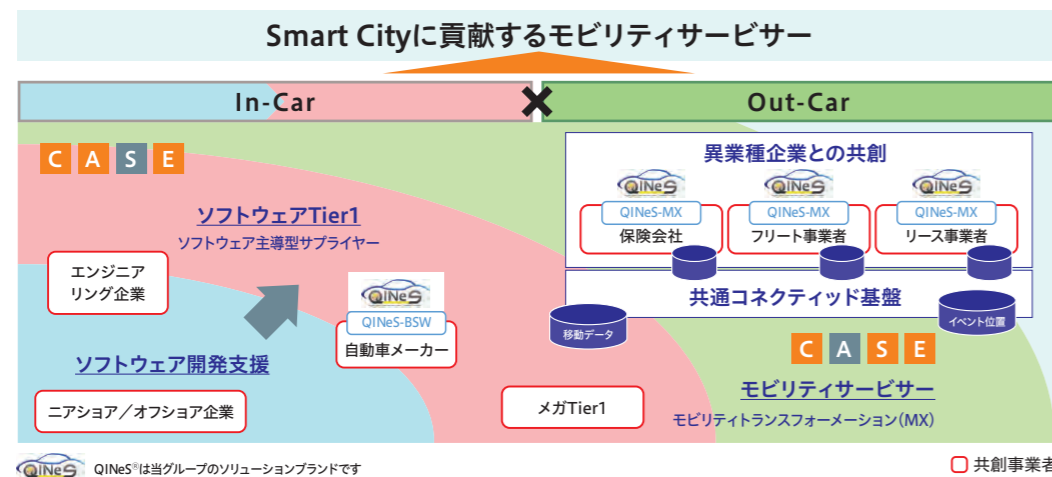 Smart Cityに貢献するモビリティサービサー
In-Car
×
Out-Car
C A S E
ソフトウェアTier1
ソフトウェア主導型サプライヤー
エンジニア
リング企業
QINeS
QINeS-BSW
自動車メーカー
ソフトウェア開発支援
ニアショア／オフショア企業
メガTier1
異業種企業との共創
QINeS
QINeS-MX
保険会社
QINeS
QINeS-MX
フリート事業者
QINeS
QINeS-MX
リース事業者
共通コネクティッド基盤
移動データ
イベント位置
C A S E
モビリティサービサー
モビリティトランスフォーメーション（MX）
QINeS QINeS®は当グループのソリューションブランドです
共創事業者